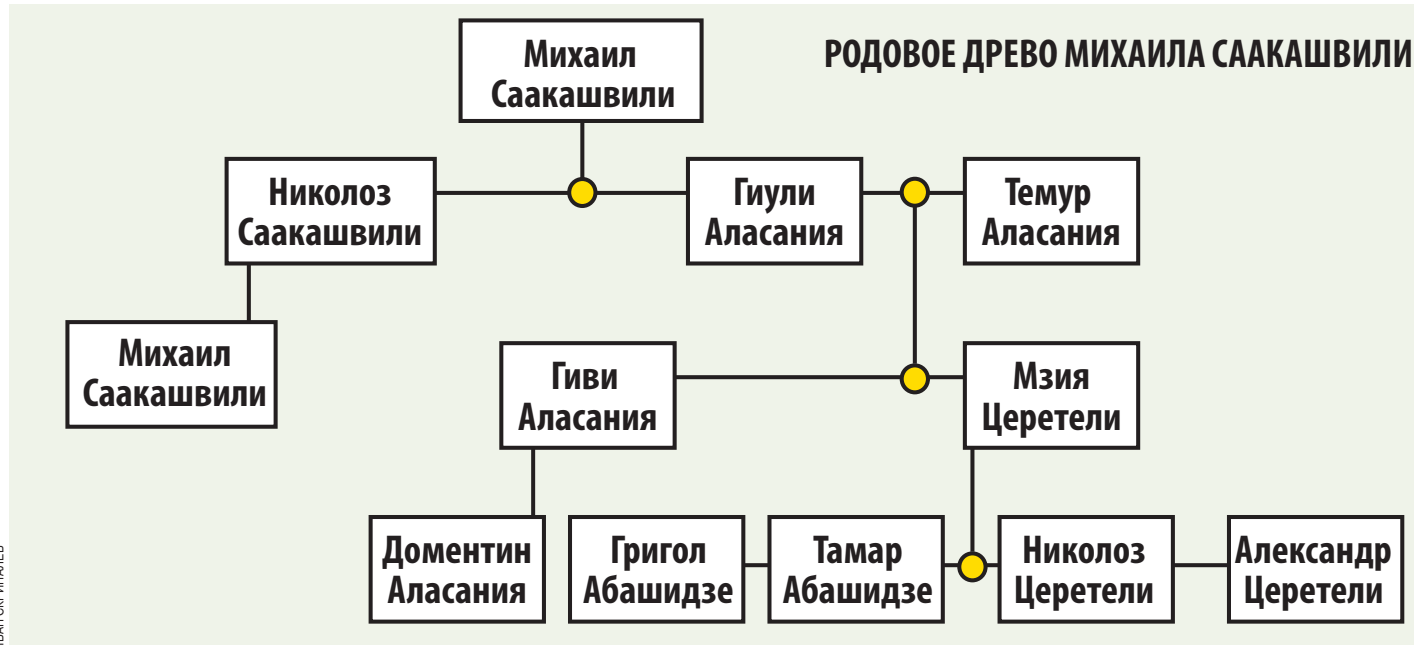 РОДОВОЕ ДРЕВО МИХАИЛА СААКАШВИЛИ
Михаил
Саакашвили
Николоз
Саакашвили
Гиули
Аласания
Темур
Аласания
Михаил
Саакашвили
Гиви
Аласания
Мзия
Церетели
Доментин
Аласания
Григол
Абашидзе
Тамар
Абашидзе
Николоз
Церетели
Александр
Церетели